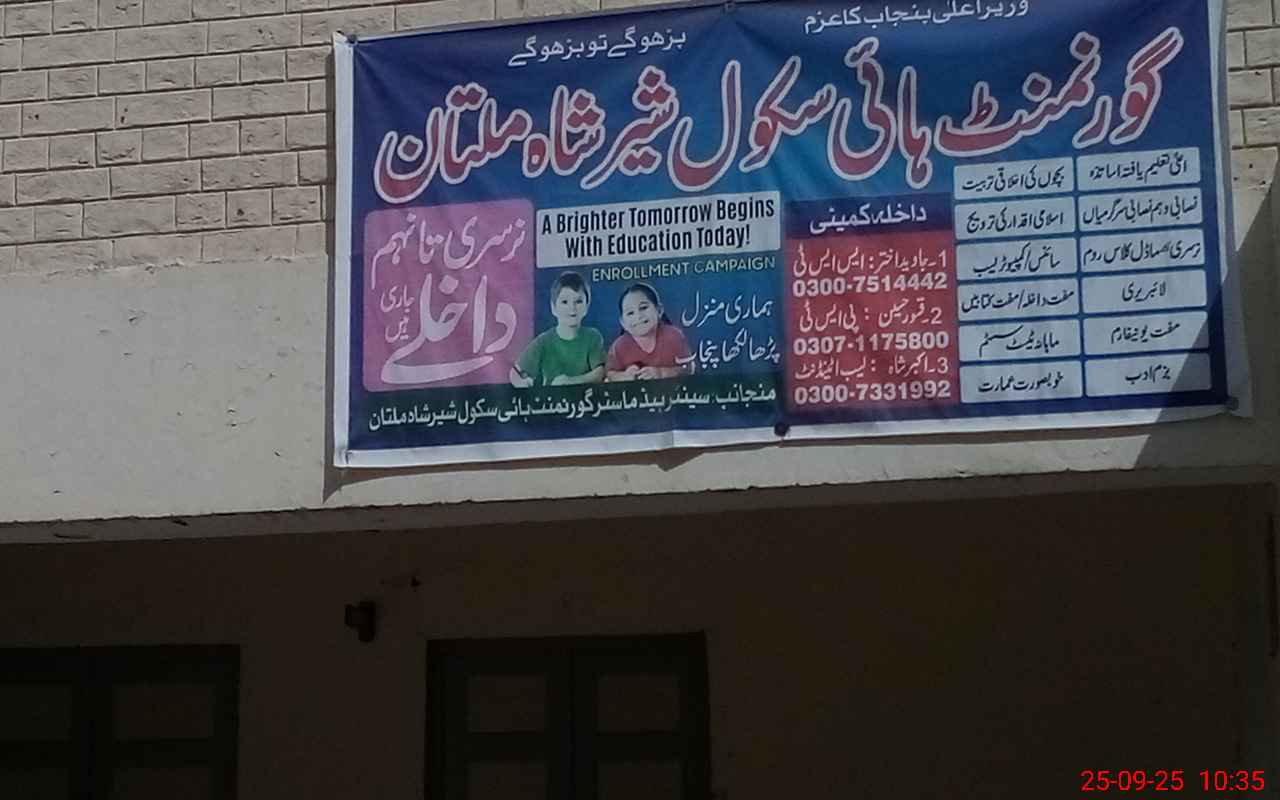 وزیراعلیٰ پنجاب کا عزم
بڑھو گے تو بڑھو گے
گورنمنٹ ہائی سکول شیر شاہ ملتان
اعلیٰ تعلیم یافتہ اساتذہ
بچوں کی اخلاقی تربیت
نصابی و ہم نصابی سرگرمیاں
اسلامی اقدار کی ترویج
نرسری کلاس روم
سائنس/کمپیوٹر لیب
لائبریری
مفت داخلہ/مفت کتابیں
مفت یونیفارم
ماہانہ ٹیسٹ سسٹم
بزم ادب
خوبصورت عمارت
داخلہ کمیٹی
1۔جاوید اختر: ایس ایس ٹی
0300-7514442
2۔ : پی ایس ٹی
0307-1175800
3۔اکبر شاہ : لیب اٹینڈنٹ
0300-7331992
A Brighter Tomorrow Begins
With Education Today!
ENROLLMENT CAMPAIGN
ہماری منزل
پڑھا لکھا پنجاب
نرسری تا نہم
داخلے
جاری
ہیں
منجانب: سینئر ہیڈ ماسٹر گورنمنٹ ہائی سکول شیر شاہ ملتان
25-09-25 10:35